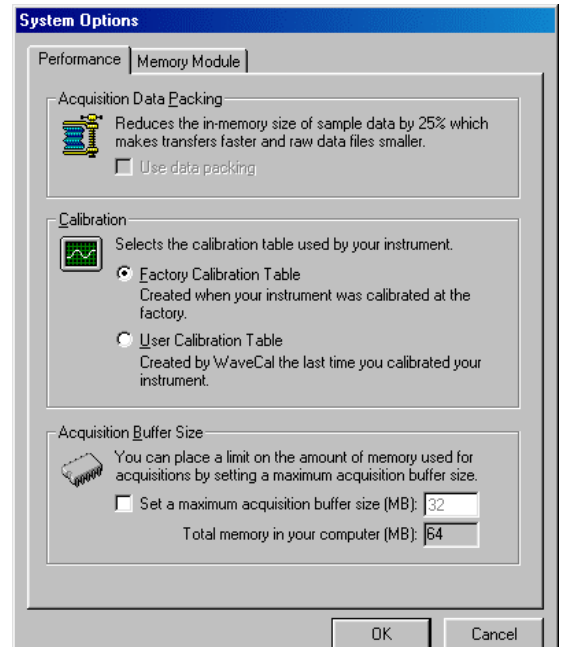 System Options
Performance
Memory Module
Acquisition Data Packing
Reduces the in-memory size of sample data by 25% which
makes transfers faster and raw data files smaller.
Use data packing
Calibration
Selects the calibration table used by your instrument.
Factory Calibration Table
Created when your instrument was calibrated at the
factory.
User Calibration Table
Created by WaveCal the last time you calibrated your
instrument.
Acquisition Buffer Size
You can place a limit on the amount of memory used for
acquisitions by setting a maximum acquisition buffer size.
Set a maximum acquisition buffer size (MB): 32
Total memory in your computer (MB): 64
OK
Cancel